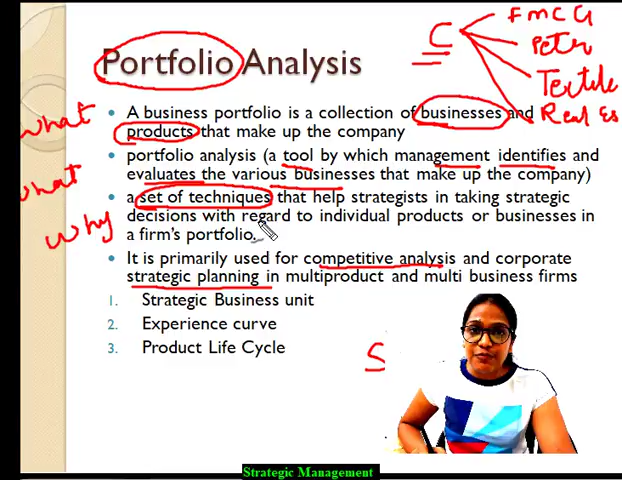 C
FMCG
Peter
Textile
Real Es
Portfolio Analysis
what
A business portfolio is a collection of businesses and
products that make up the company
portfolio analysis (a tool by which management identifies and
evaluates the various businesses that make up the company)
what
a set of techniques that help strategists in taking strategic
decisions with regard to individual products or businesses in
a firm's portfolio.
why
It is primarily used for competitive analysis and corporate
strategic planning in multiproduct and multi business firms
1. Strategic Business unit
2. Experience curve
3. Product Life Cycle
S
Strategic Management